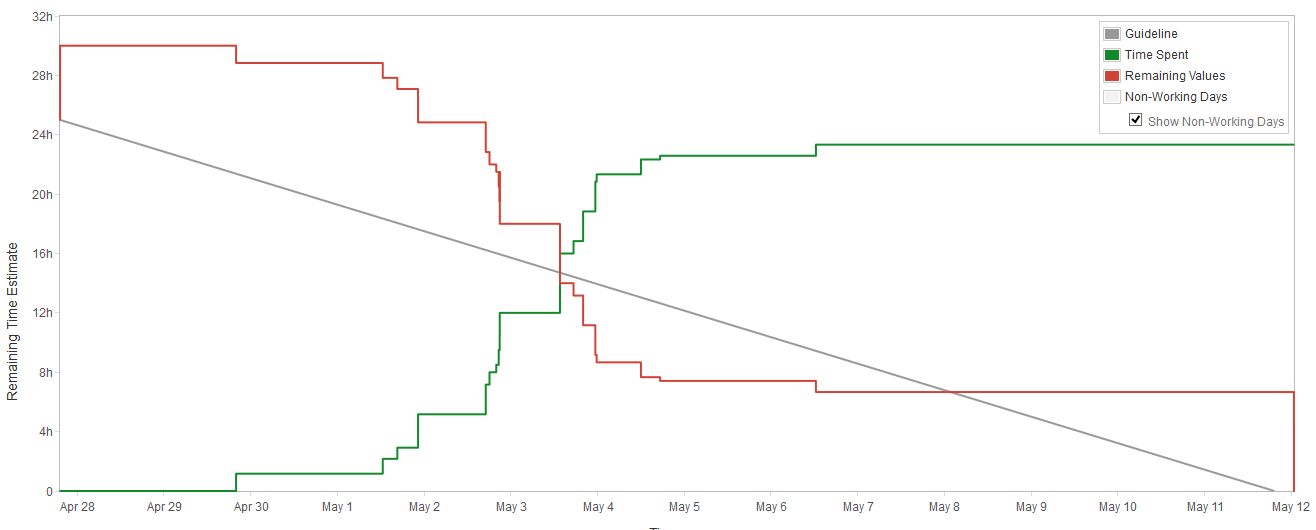 32h
28h
24h
20h
16h
12h
8h
4h
0
Remaining Time Estimate
Guideline
Time Spent
Remaining Values
Non-Working Days
Show Non-Working Days
Apr 28 Apr 29 Apr 30 May 1 May 2 May 3 May 4 May 5 May 6 May 7 May 8 May 9 May 10 May 11 May 12